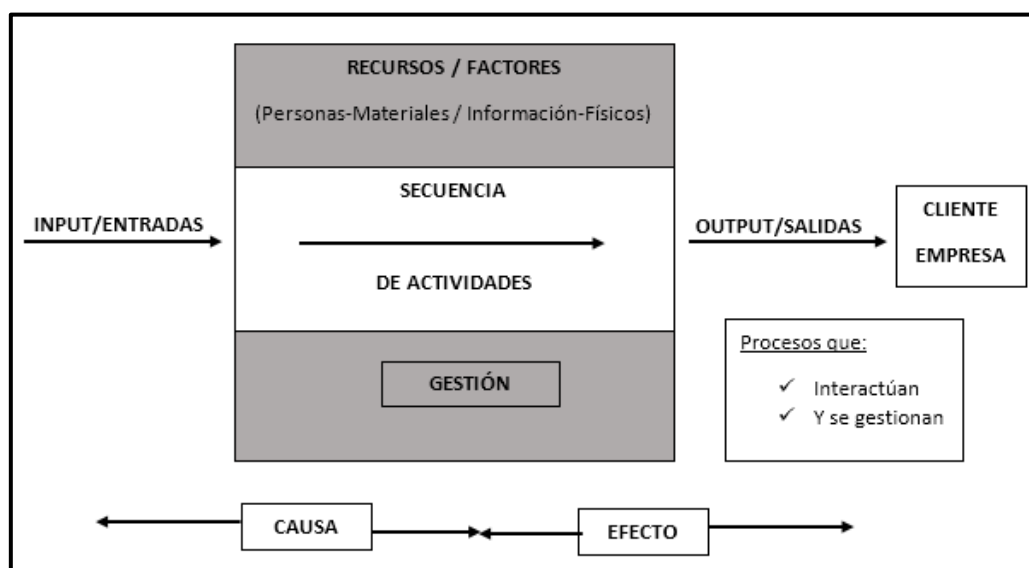 RECURSOS / FACTORES
(Personas-Materiales / Información-Físicos)
INPUT/ENTRADAS
SECUENCIA
DE ACTIVIDADES
OUTPUT/SALIDAS
CLIENTE
EMPRESA
GESTIÓN
Procesos que:
✓ Interactúan
✓ Y se gestionan
CAUSA
EFECTO